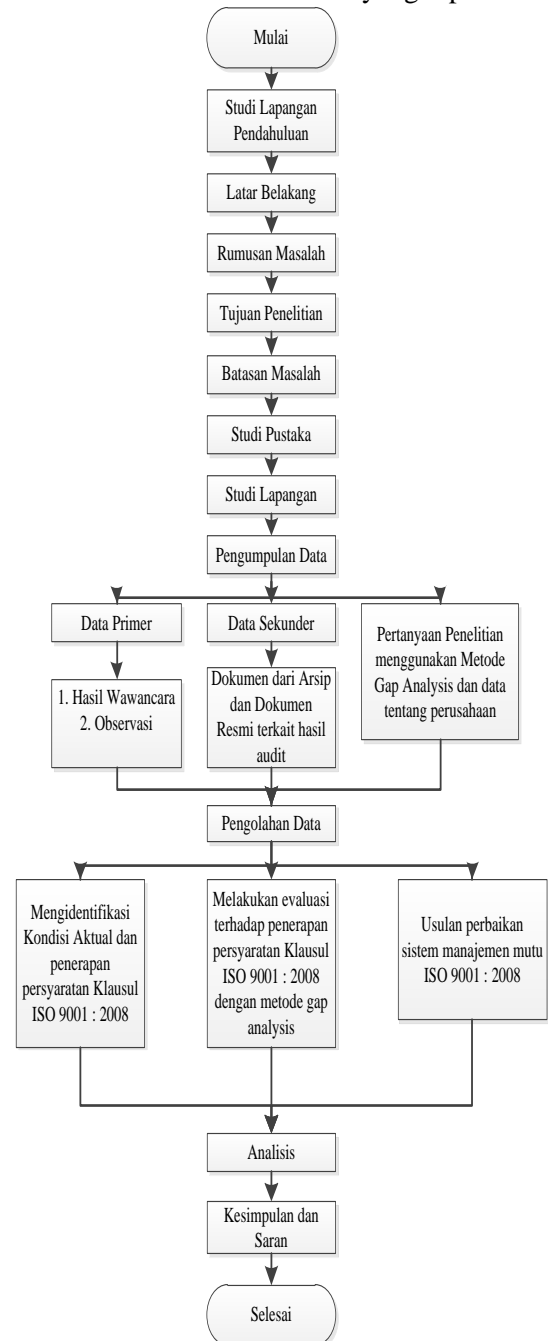 Mulai
Studi Lapangan
Pendahuluan
Latar Belakang
Rumusan Masalah
Tujuan Penelitian
Batasan Masalah
Studi Pustaka
Studi Lapangan
Pengumpulan Data
Data Primer
1. Hasil Wawancara
2. Observasi
Data Sekunder
Dokumen dari Arsip
dan Dokumen
Resmi terkait hasil
audit
Pertanyaan Penelitian
menggunakan Metode
Gap Analysis dan data
tentang perusahaan
Pengolahan Data
Mengidentifikasi
Kondisi Aktual dan
penerapan
persyaratan Klausul
ISO 9001 : 2008
Melakukan evaluasi
terhadap penerapan
persyaratan Klausul
ISO 9001 : 2008
dengan metode gap
analysis
Usulan perbaikan
sistem manajemen mutu
ISO 9001 : 2008
Analisis
Kesimpulan dan
Saran
Selesai